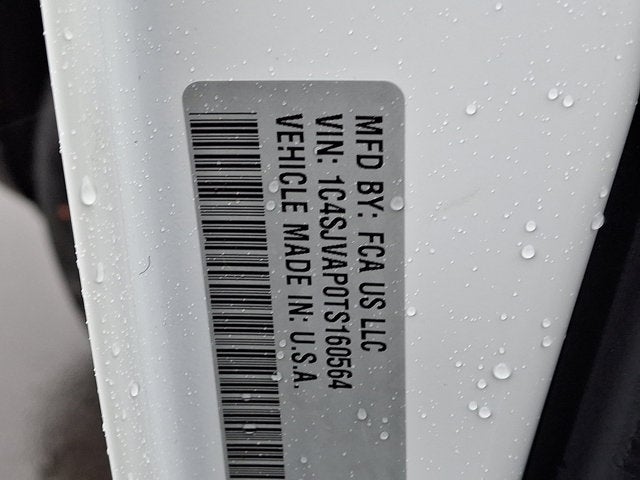 MFD BY: FCA US LLC
VIN: 1C4SJVAP0TS160564
VEHICLE MADE IN: U.S.A.